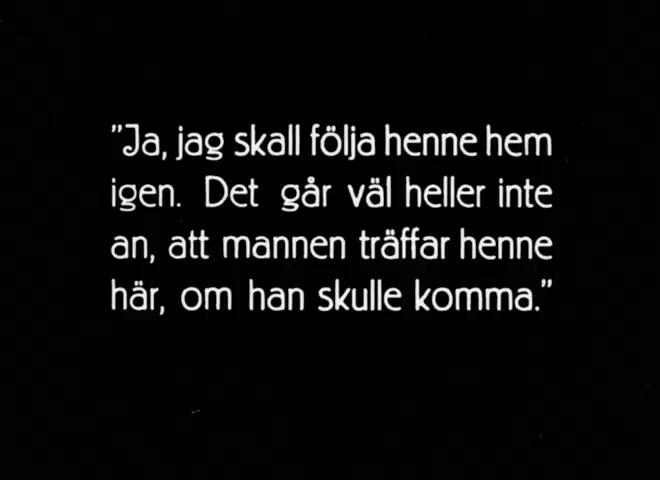 "Ja, jag skall följa henne hem
igen. Det går väl heller inte
an, att mannen träffar henne
här, om han skulle komma."